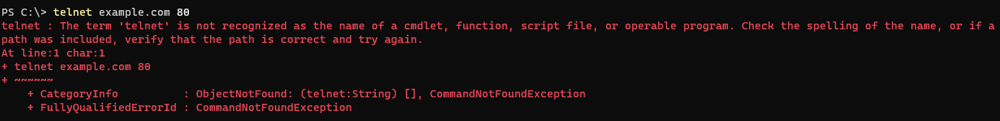 PS C:\> telnet example.com 80
telnet : The term 'telnet' is not recognized as the name of a cmdlet, function, script file, or operable program. Check the spelling of the name, or if a
path was included, verify that the path is correct and try again.
At line:1 char:1
+ telnet example.com 80
+ ~~~~~~
    + CategoryInfo          : ObjectNotFound: (telnet:String) [], CommandNotFoundException
    + FullyQualifiedErrorId : CommandNotFoundException